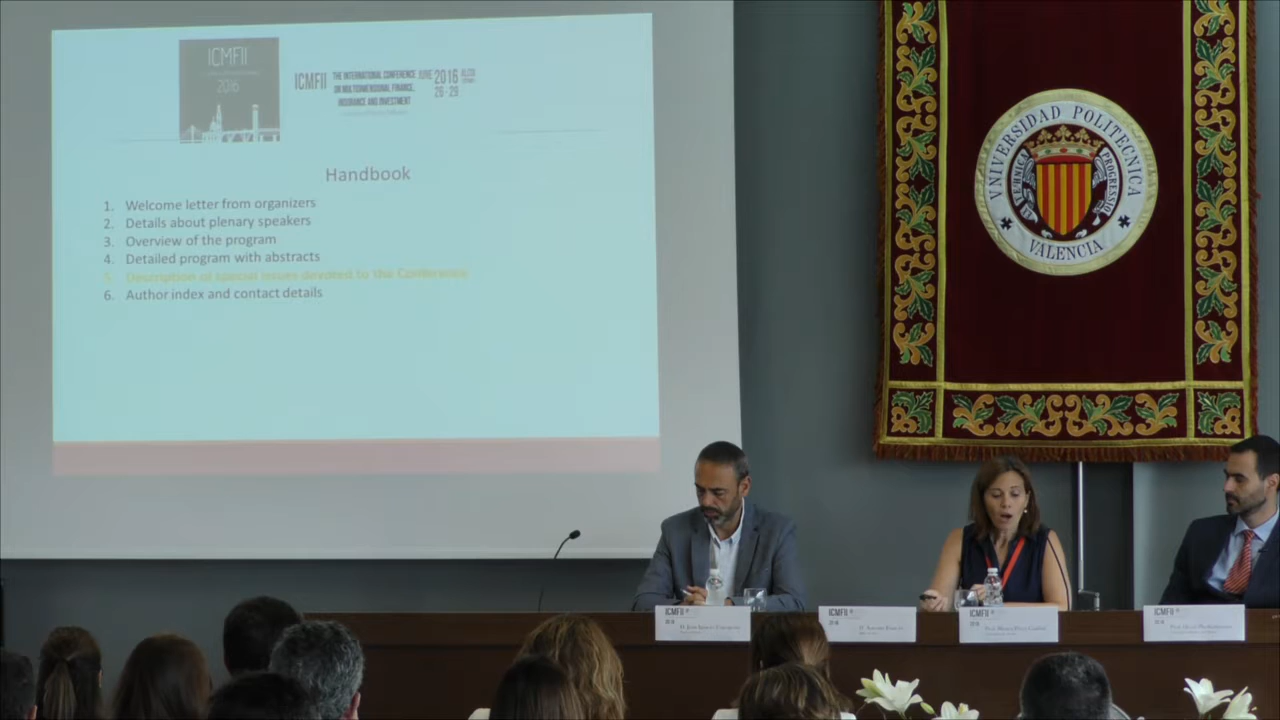 ICMFII
2016
ICMFII
THE INTERNATIONAL CONFERENCE
ON MULTIDIMENSIONAL FINANCE,
INSURANCE AND INVESTMENT
JUNE 2016
26-29
Handbook
1. Welcome letter from organizers
2. Details about plenary speakers
3. Overview of the program
4. Detailed program with abstracts
5. Description of special issues devoted to the Conference
6. Author index and contact details
VNIVERSIDAD POLITECNICA
VALENCIA
TECHNICA
PROGRESSIO
ICMFII
ICMFII
ICMFII
ICMFII